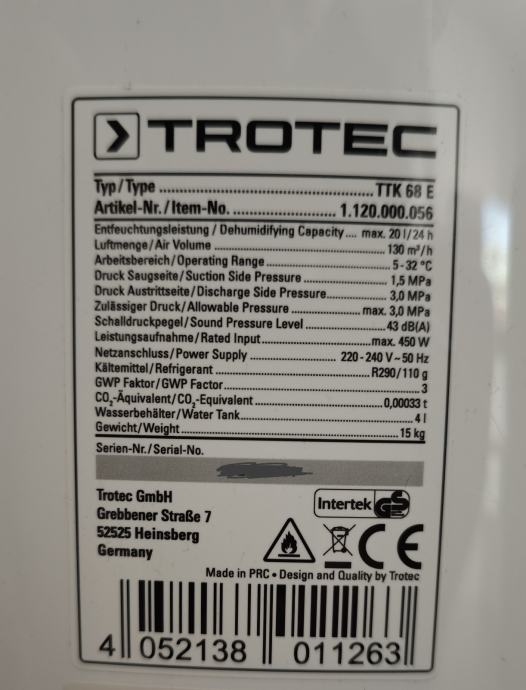 TROTEC
Typ/Type ........................................ TTK 68 E
Artikel-Nr./Item-No. ................... 1.120.000.056
Entfeuchtungsleistung / Dehumidifying Capacity.... max. 20 l/24 h
Luftmenge/Air Volume ........................................ 130 m³/h
Arbeitsbereich/Operating Range ........................................ 5-32 °C
Druck Saugseite/Suction Side Pressure ........................................ 1,5 MPa
Druck Austrittseite/Discharge Side Pressure........................................ 3,0 MPa
Zulässiger Druck/Allowable Pressure ........................................ max. 3,0 MPa
Schalldruckpegel/Sound Pressure Level ........................................ 43 dB(A)
Leistungsaufnahme/Rated Input........................................ max. 450 W
Netzanschluss/Power Supply ........................................ 220-240 V~50 Hz
Kältemittel/Refrigerant ........................................ R290/110 g
GWP Faktor/GWP Factor........................................ 3
CO₂-Äquivalent/CO₂-Equivalent ........................................ 0,00033 t
Wasserbehälter/Water Tank........................................ 4 l
Gewicht/Weight........................................ 15 kg
Serien-Nr./Serial-No.
Trotec GmbH
Grebbener Straße 7
52525 Heinsberg
Germany
Intertek GS
CE
Made in PRC • Design and Quality by Trotec
4 052138 011263